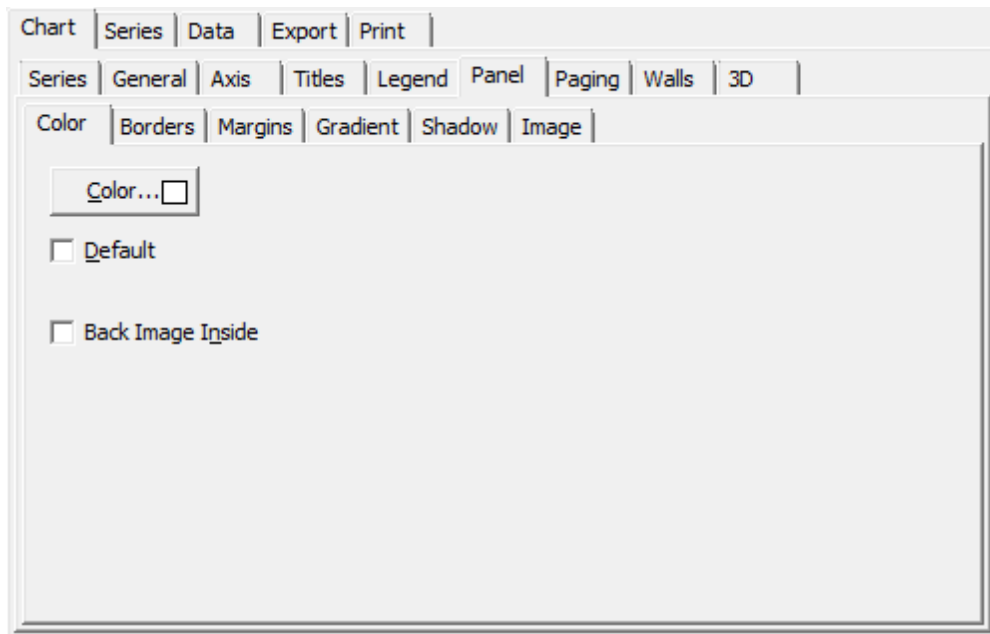 Chart Series Data Export Print
Series General Axis Titles Legend Panel Paging Walls 3D
Color Borders Margins Gradient Shadow Image
Color...
Default
Back Image Inside